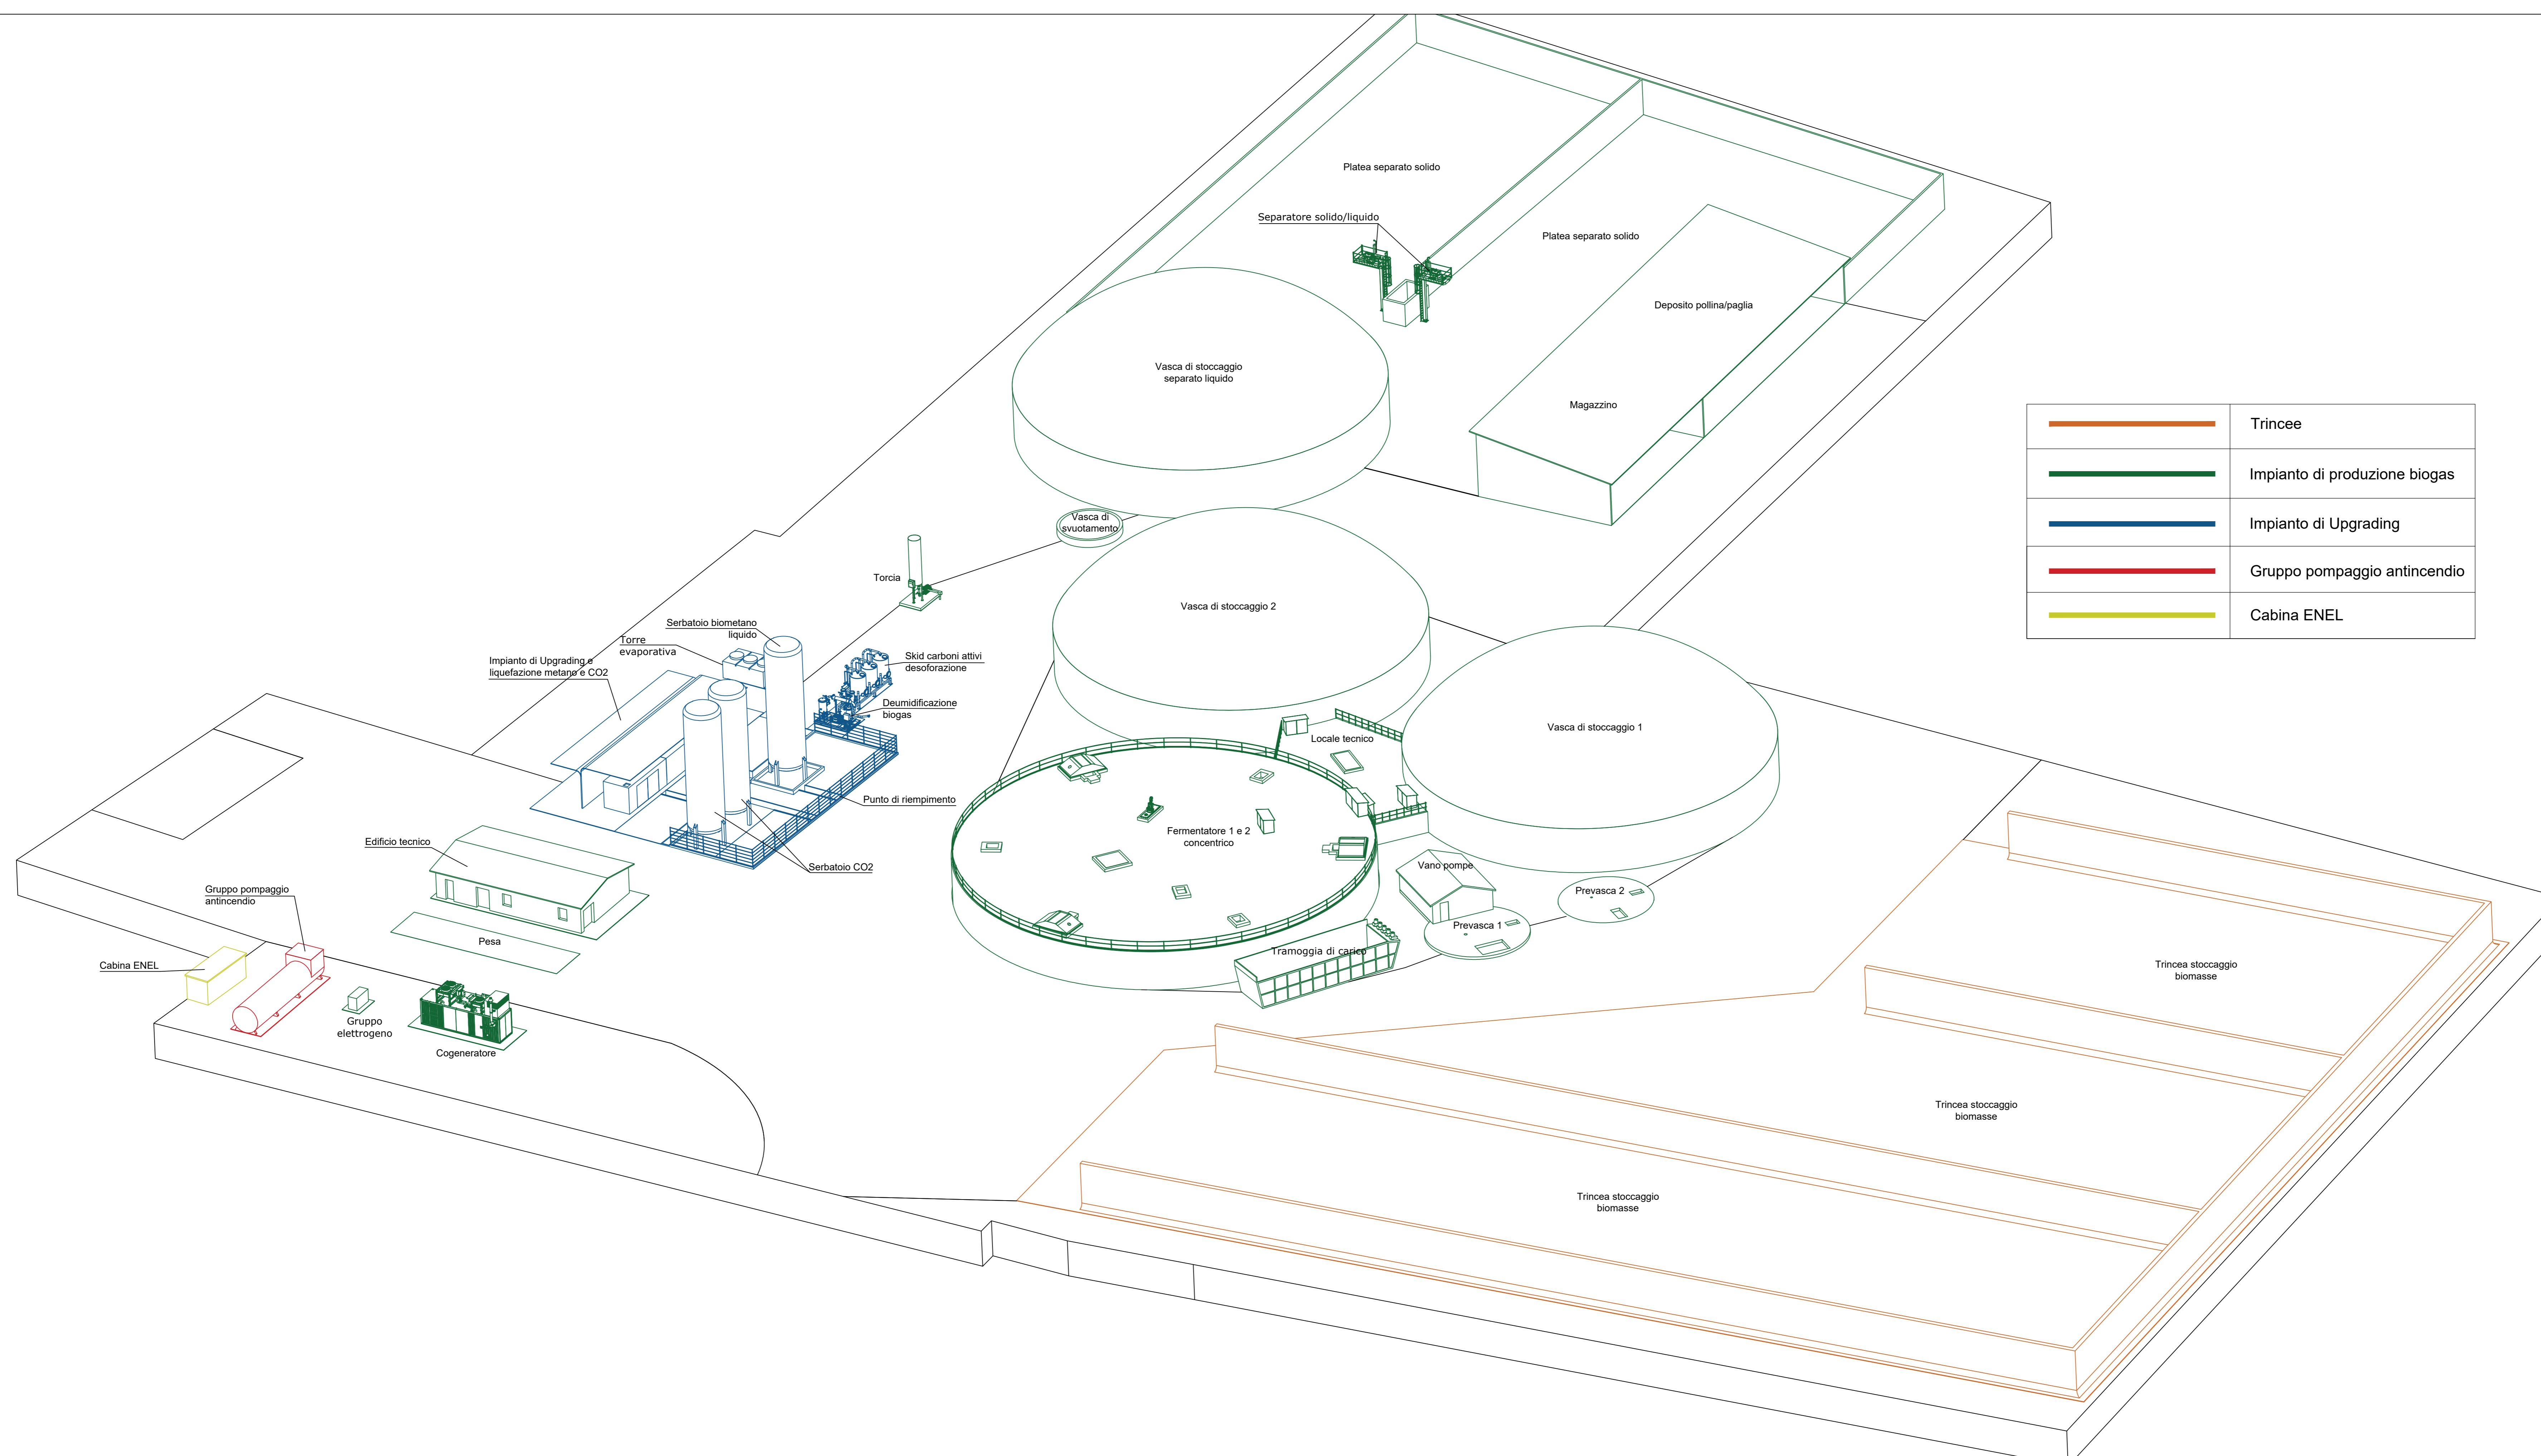 Platea separato solido
Separatore solido/liquido
Platea separato solido
Deposito pollina/paglia
Vasca di stoccaggio
separato liquido
Magazzino
Trincee
Impianto di produzione biogas
Impianto di Upgrading
Gruppo pompaggio antincendio
Cabina ENEL
Vasca di
svuotamento
Torcia
Vasca di stoccaggio 2
Serbatoio biometano
liquido
Torre
evaporativa
Impianto di Upgrading e
liquefazione metano e CO2
Skid carboni attivi
desoforazione
Deumidificazione
biogas
Vasca di stoccaggio 1
Locale tecnico
Punto di riempimento
Fermentatore 1 e 2
concentrico
Edificio tecnico
Serbatoio CO2
Vano pompe
Gruppo pompaggio
antincendio
Prevasca 2
Prevasca 1
Pesa
Tramoggia di carico
Cabina ENEL
Trincea stoccaggio
biomasse
Gruppo
elettrogeno
Cogeneratore
Trincea stoccaggio
biomasse
Trincea stoccaggio
biomasse